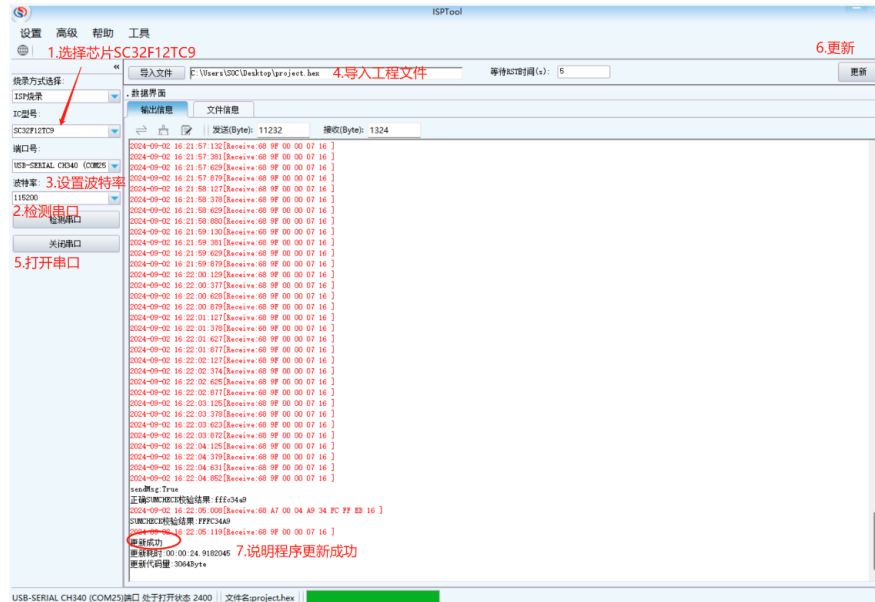 ISPTool
设置 高级 帮助 工具
1.选择芯片SC32F12TC9
6.更新
«
导入文件 C:\Users\SOC\Desktop\project.hex 4.导入工程文件 等待RST时间(s): 5 更新
烧录方式选择:
数据界面
ISP烧录
输出信息 文件信息
IC型号:
SC32F12TC9
发送(Byte): 11232 接收(Byte): 1324
端口号:
USB-SERIAL CH340 (COM25
波特率: 3.设置波特率
115200
2.检测串口
检测串口
关闭串口
5.打开串口
2024-09-02 16:21:57:132[Receive:68 9F 00 00 07 16 ]
2024-09-02 16:21:57:381[Receive:68 9F 00 00 07 16 ]
2024-09-02 16:21:57:629[Receive:68 9F 00 00 07 16 ]
2024-09-02 16:21:57:879[Receive:68 9F 00 00 07 16 ]
2024-09-02 16:21:58:127[Receive:68 9F 00 00 07 16 ]
2024-09-02 16:21:58:378[Receive:68 9F 00 00 07 16 ]
2024-09-02 16:21:58:629[Receive:68 9F 00 00 07 16 ]
2024-09-02 16:21:58:880[Receive:68 9F 00 00 07 16 ]
2024-09-02 16:21:59:130[Receive:68 9F 00 00 07 16 ]
2024-09-02 16:21:59:381[Receive:68 9F 00 00 07 16 ]
2024-09-02 16:21:59:629[Receive:68 9F 00 00 07 16 ]
2024-09-02 16:21:59:879[Receive:68 9F 00 00 07 16 ]
2024-09-02 16:22:00:129[Receive:68 9F 00 00 07 16 ]
2024-09-02 16:22:00:377[Receive:68 9F 00 00 07 16 ]
2024-09-02 16:22:00:628[Receive:68 9F 00 00 07 16 ]
2024-09-02 16:22:00:879[Receive:68 9F 00 00 07 16 ]
2024-09-02 16:22:01:127[Receive:68 9F 00 00 07 16 ]
2024-09-02 16:22:01:378[Receive:68 9F 00 00 07 16 ]
2024-09-02 16:22:01:627[Receive:68 9F 00 00 07 16 ]
2024-09-02 16:22:01:877[Receive:68 9F 00 00 07 16 ]
2024-09-02 16:22:02:127[Receive:68 9F 00 00 07 16 ]
2024-09-02 16:22:02:374[Receive:68 9F 00 00 07 16 ]
2024-09-02 16:22:02:625[Receive:68 9F 00 00 07 16 ]
2024-09-02 16:22:02:877[Receive:68 9F 00 00 07 16 ]
2024-09-02 16:22:03:125[Receive:68 9F 00 00 07 16 ]
2024-09-02 16:22:03:378[Receive:68 9F 00 00 07 16 ]
2024-09-02 16:22:03:623[Receive:68 9F 00 00 07 16 ]
2024-09-02 16:22:03:872[Receive:68 9F 00 00 07 16 ]
2024-09-02 16:22:04:125[Receive:68 9F 00 00 07 16 ]
2024-09-02 16:22:04:379[Receive:68 9F 00 00 07 16 ]
2024-09-02 16:22:04:631[Receive:68 9F 00 00 07 16 ]
2024-09-02 16:22:04:852[Receive:68 9F 00 00 07 16 ]
sendMsg:True
正确SUMCHECK校验结果:fffc34a9
2024-09-02 16:22:05:008[Receive:68 A7 00 04 A9 34 FC FF EB 16 ]
SUMCHECK校验结果:FFFC34A9
2024-09-02 16:22:05:119[Receive:68 9F 00 00 07 16 ]
更新成功
更新耗时:00:00:24.9182045 7.说明程序更新成功
更新代码量:3064Byte
USB-SERIAL CH340 (COM25)端口 处于打开状态 2400 文件名:project.hex